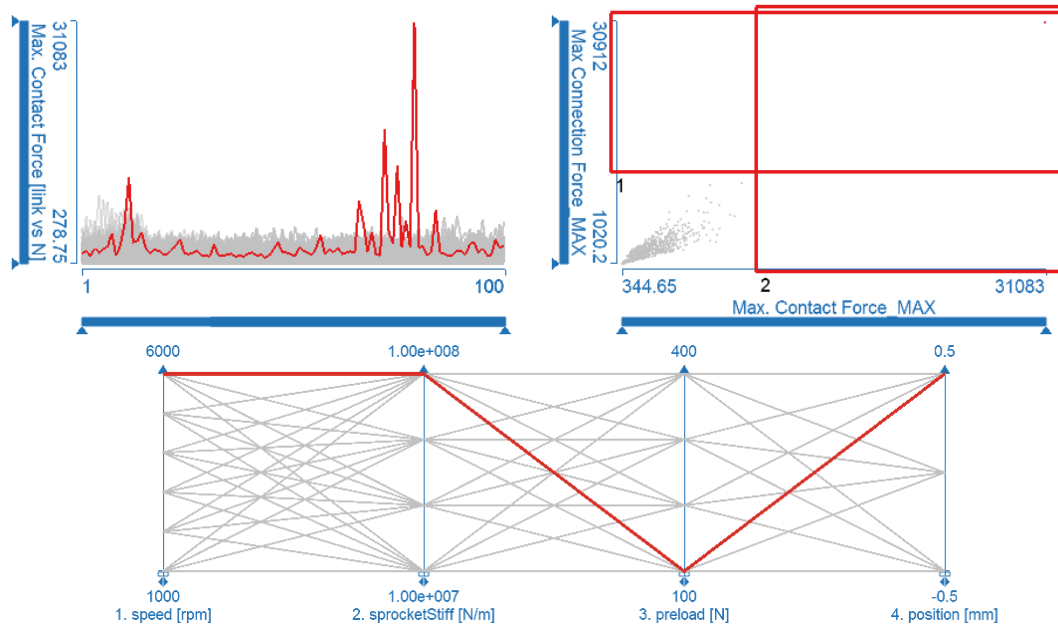 31083
Max. Contact Force [link vs N]
278.75
1
100
30912
Max Connection Force_MAX
1020.2
1
2
344.65
31083
Max. Contact Force_MAX
6000
1.00e+008
400
0.5
1000
1.00e+007
100
-0.5
1. speed [rpm]
2. sprocketStiff [N/m]
3. preload [N]
4. position [mm]